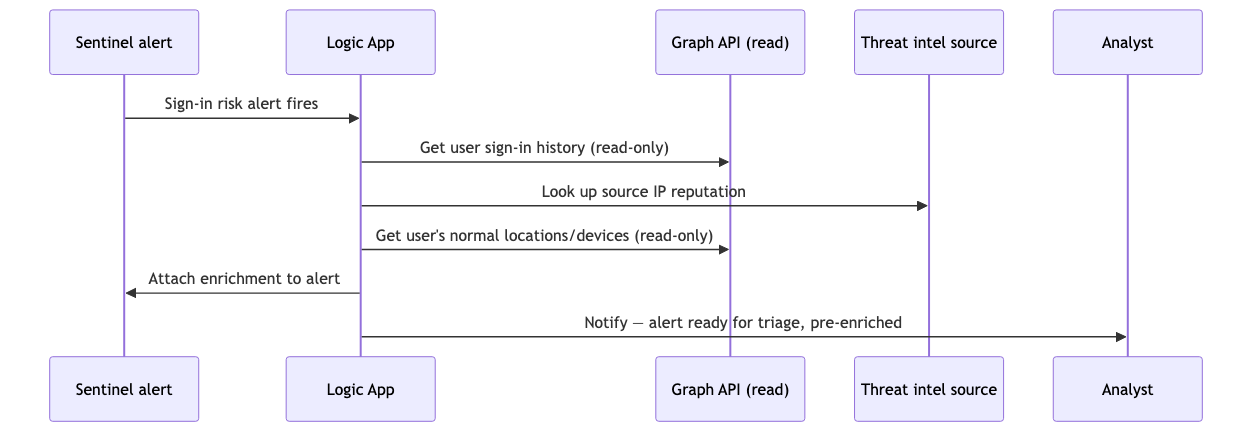 Sentinel alert
Logic App
Graph API (read)
Threat intel source
Analyst
Sign-in risk alert fires
Get user sign-in history (read-only)
Look up source IP reputation
Get user's normal locations/devices (read-only)
Attach enrichment to alert
Notify — alert ready for triage, pre-enriched
Sentinel alert
Logic App
Graph API (read)
Threat intel source
Analyst